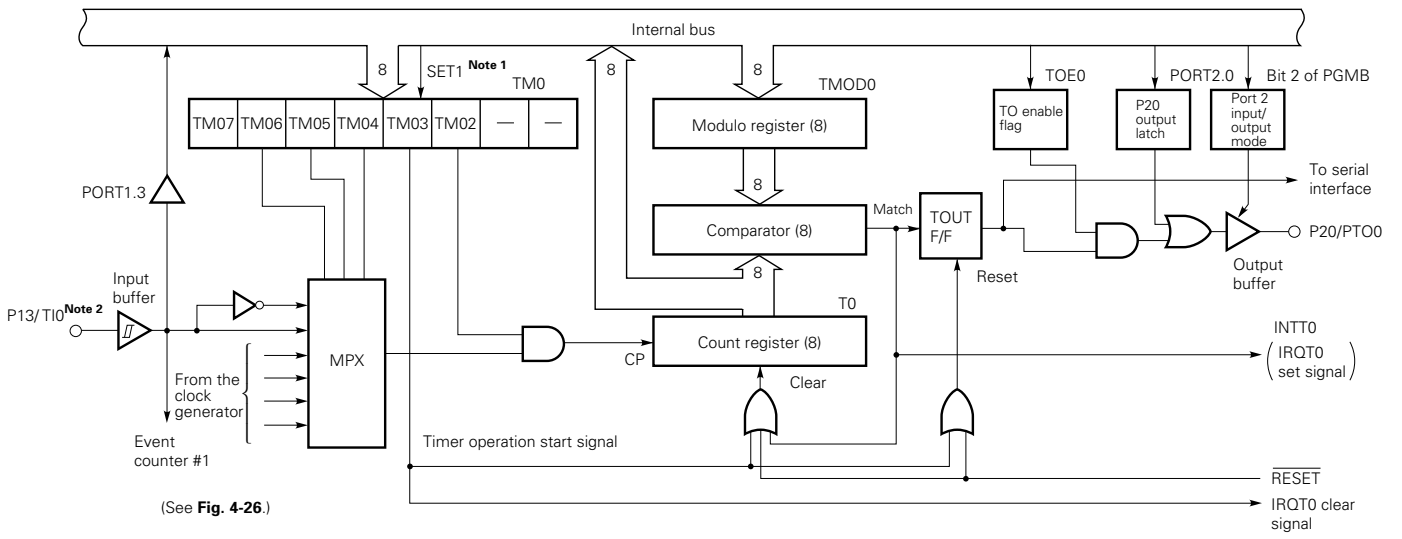 Internal bus
8
SET1 Note 1
TM0
8
8
TMOD0
TOE0
PORT2.0
Bit 2 of PGMB
TM07 TM06 TM05 TM04 TM03 TM02 — —
Modulo register (8)
TO enable
flag
P20
output
latch
Port 2
input/
output
mode
PORT1.3
8
To serial
interface
Match
Comparator (8)
TOUT
F/F
P20/PTO0
8
Reset
Output
buffer
Input
buffer
P13/TI0 Note 2
T0
MPX
CP
Count register (8)
INTT0
(IRQT0
set signal)
From the
clock
generator
Clear
Event
counter #1
Timer operation start signal
RESET
(See Fig. 4-26.)
IRQT0 clear
signal